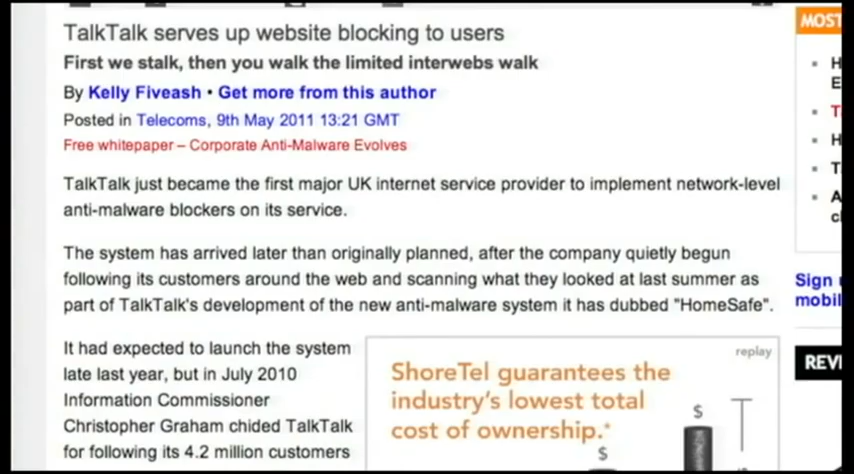 TalkTalk serves up website blocking to users
First we stalk, then you walk the limited interwebs walk
By Kelly Fiveash • Get more from this author
Posted in Telecoms, 9th May 2011 13:21 GMT
Free whitepaper – Corporate Anti-Malware Evolves
TalkTalk just became the first major UK internet service provider to implement network-level
anti-malware blockers on its service.
The system has arrived later than originally planned, after the company quietly begun
following its customers around the web and scanning what they looked at last summer as
part of TalkTalk's development of the new anti-malware system it has dubbed "HomeSafe".
It had expected to launch the system
late last year, but in July 2010
Information Commissioner
Christopher Graham chided TalkTalk
for following its 4.2 million customers
replay
ShoreTel guarantees the
industry's lowest total
cost of ownership.*
$
$
MOST
H
E
T
H
T
A
cl
Sign
mobil
REVI